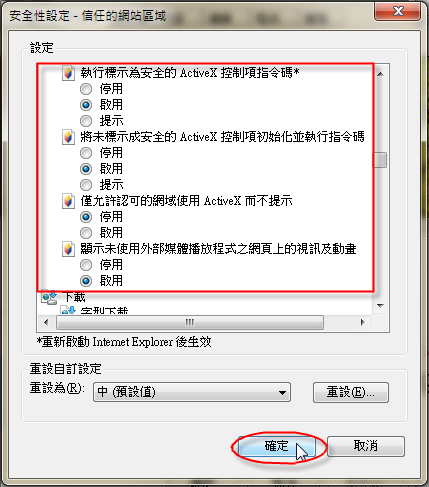 安全性設定 - 信任的網站區域
設定
執行標示為安全的 ActiveX 控制項指令碼*
停用
啟用
提示
將未標示成安全的 ActiveX 控制項初始化並執行指令碼
停用
啟用
提示
僅允許認可的網域使用 ActiveX 而不提示
停用
啟用
顯示未使用外部媒體播放程式之網頁上的視訊及動畫
停用
啟用
下載
字型下載
*重新啟動 Internet Explorer 後生效
重設自訂設定
重設為(R):
中 (預設值)
重設(E)...
確定
取消